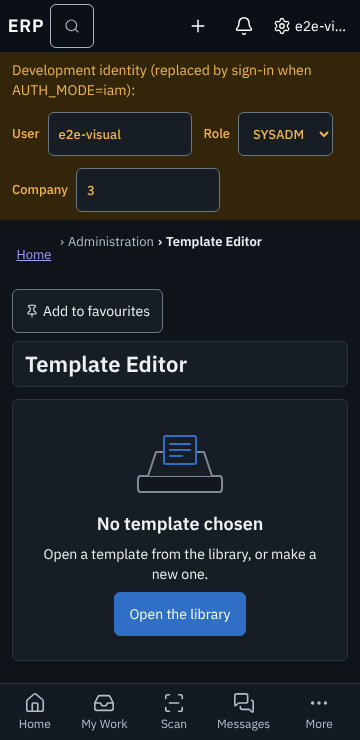 ERP
e2e-vi...
Development identity (replaced by sign-in when
AUTH_MODE=iam):
User e2e-visual Role SYSADM
Company 3
Home › Administration › Template Editor
Add to favourites
Template Editor
No template chosen
Open a template from the library, or make a
new one.
Open the library
Home My Work Scan Messages More